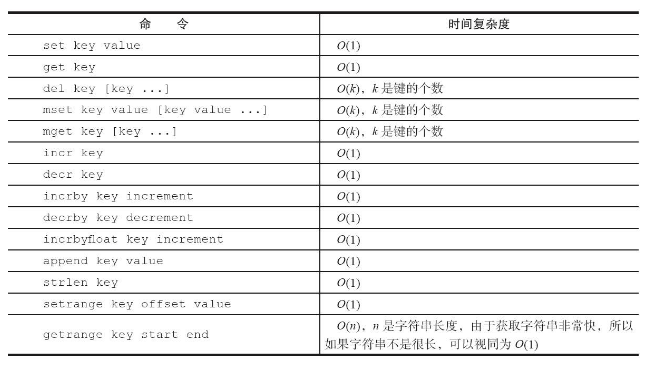 命 令 时间复杂度
set key value O(1)
get key O(1)
del key [key ...] O(k)，k 是键的个数
mset key value [key value ...] O(k)，k 是键的个数
mget key [key ...] O(k)，k 是键的个数
incr key O(1)
decr key O(1)
incrby key increment O(1)
decrby key decrement O(1)
incrbyfloat key increment O(1)
append key value O(1)
strlen key O(1)
setrange key offset value O(1)
getrange key start end O(n)，n 是字符串长度，由于获取字符串非常快，所以
如果字符串不是很长，可以视同为 O(1)